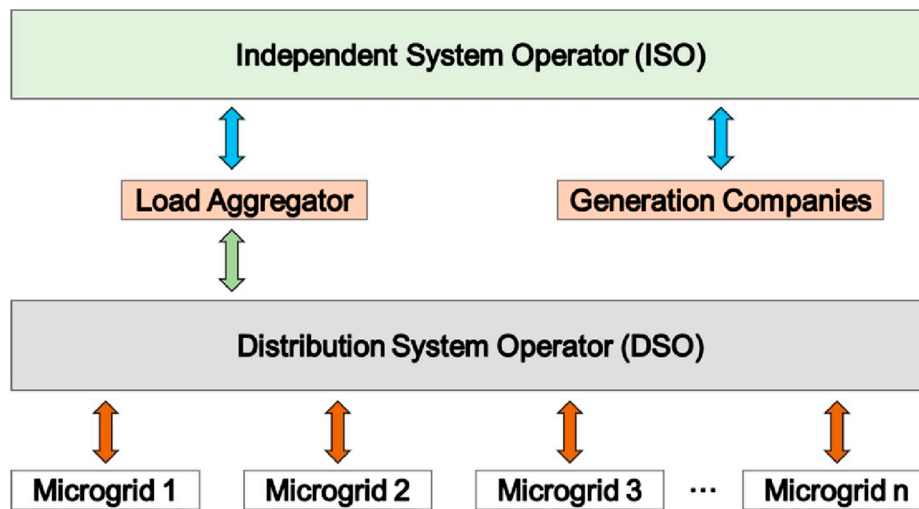 Independent System Operator (ISO)
Load Aggregator
Generation Companies
Distribution System Operator (DSO)
Microgrid 1
Microgrid 2
Microgrid 3
...
Microgrid n